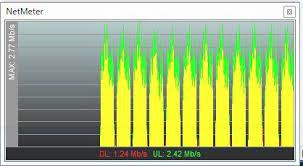 NetMeter
MAX: 2.77 Mb/s
DL: 1.24 Mb/s UL: 2.42 Mb/s